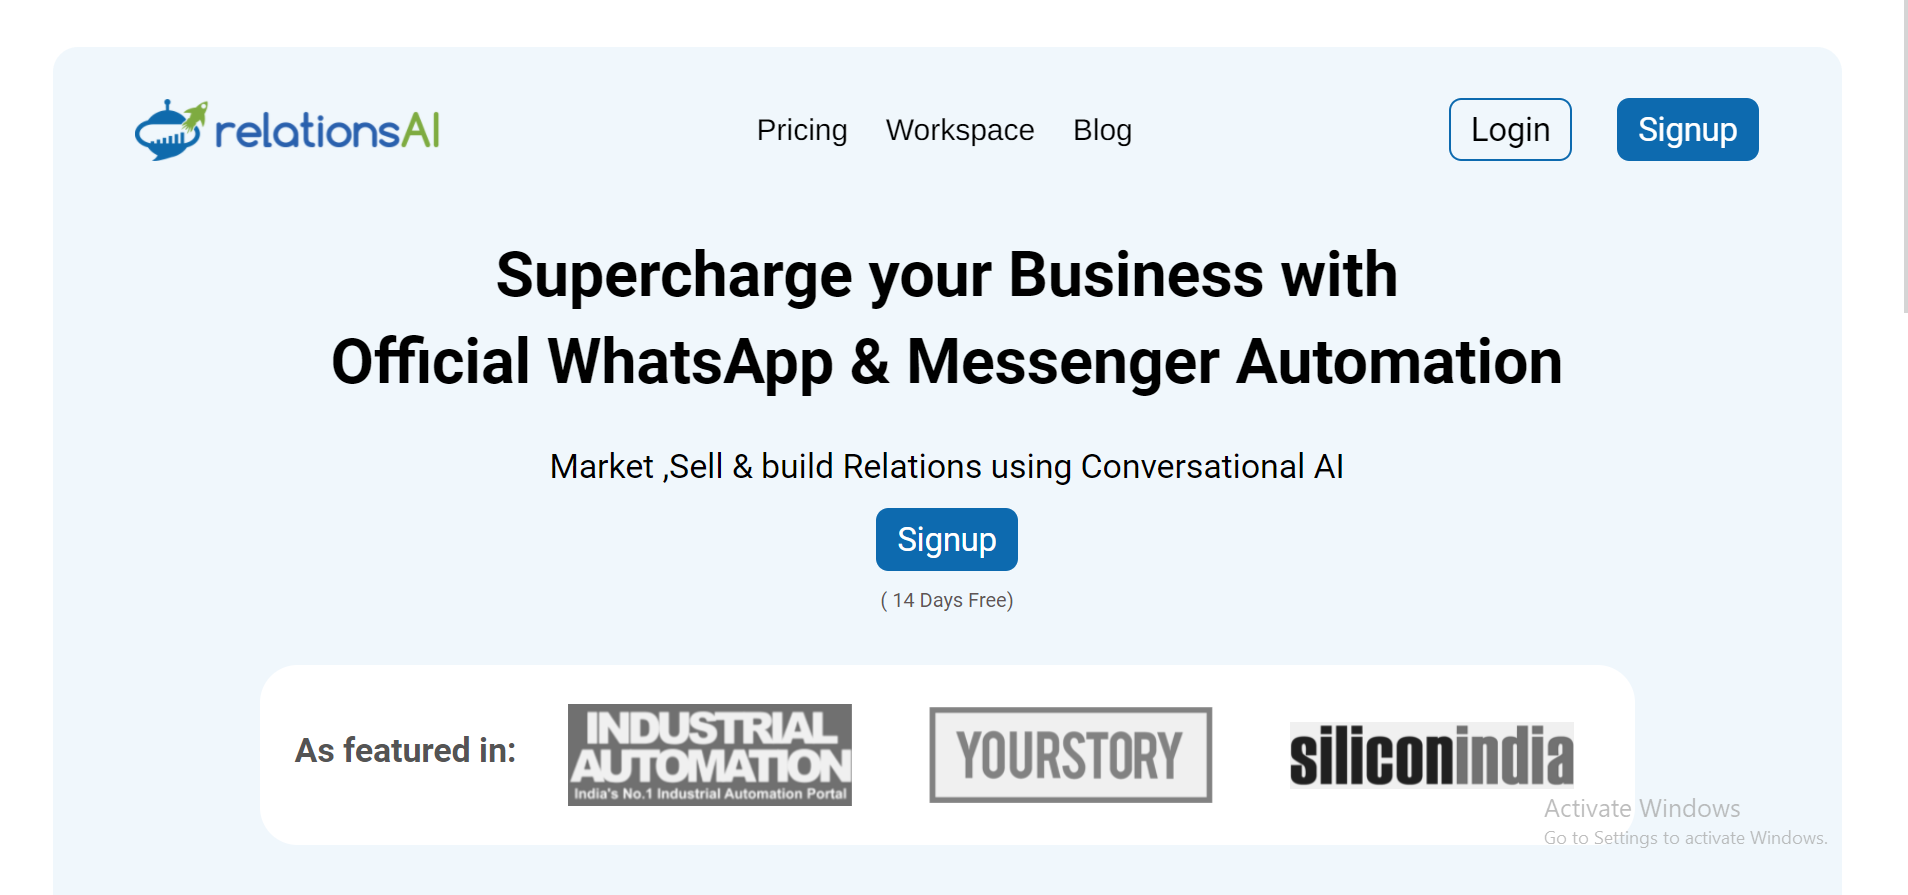 relationsAI
Pricing Workspace Blog
Login Signup
Supercharge your Business with
Official WhatsApp & Messenger Automation
Market ,Sell & build Relations using Conversational AI
Signup
( 14 Days Free)
As featured in:
INDUSTRIAL
AUTOMATION
India's No.1 Industrial Automation Portal
YOURSTORY
siliconindia
Activate Windows
Go to Settings to activate Windows.